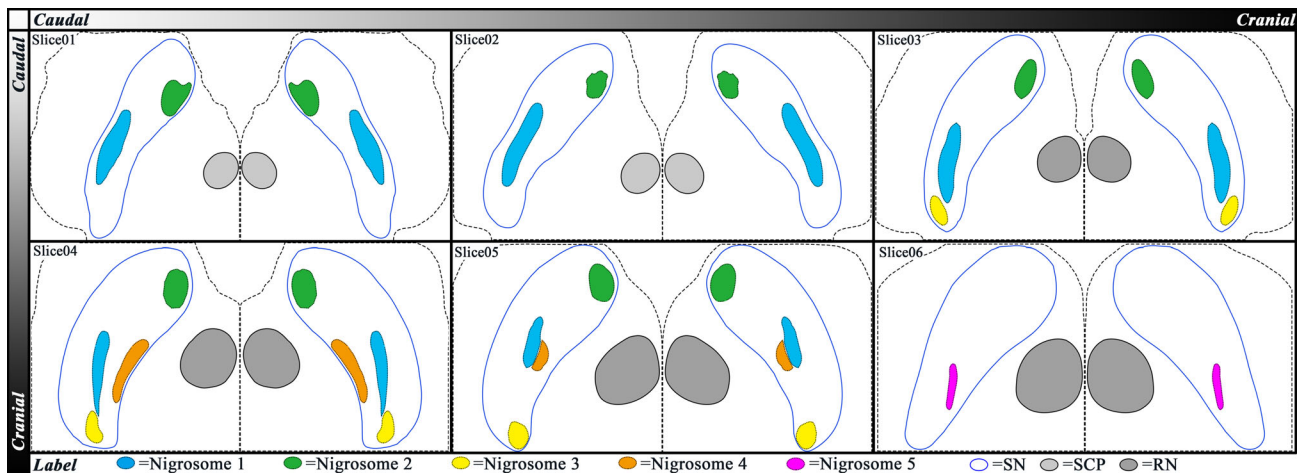 Caudal Cranial
Caudal
Cranial
Slice01 Slice02 Slice03
Slice04 Slice05 Slice06
Label =Nigrosome 1 =Nigrosome 2 =Nigrosome 3 =Nigrosome 4 =Nigrosome 5 =SN =SCP =RN